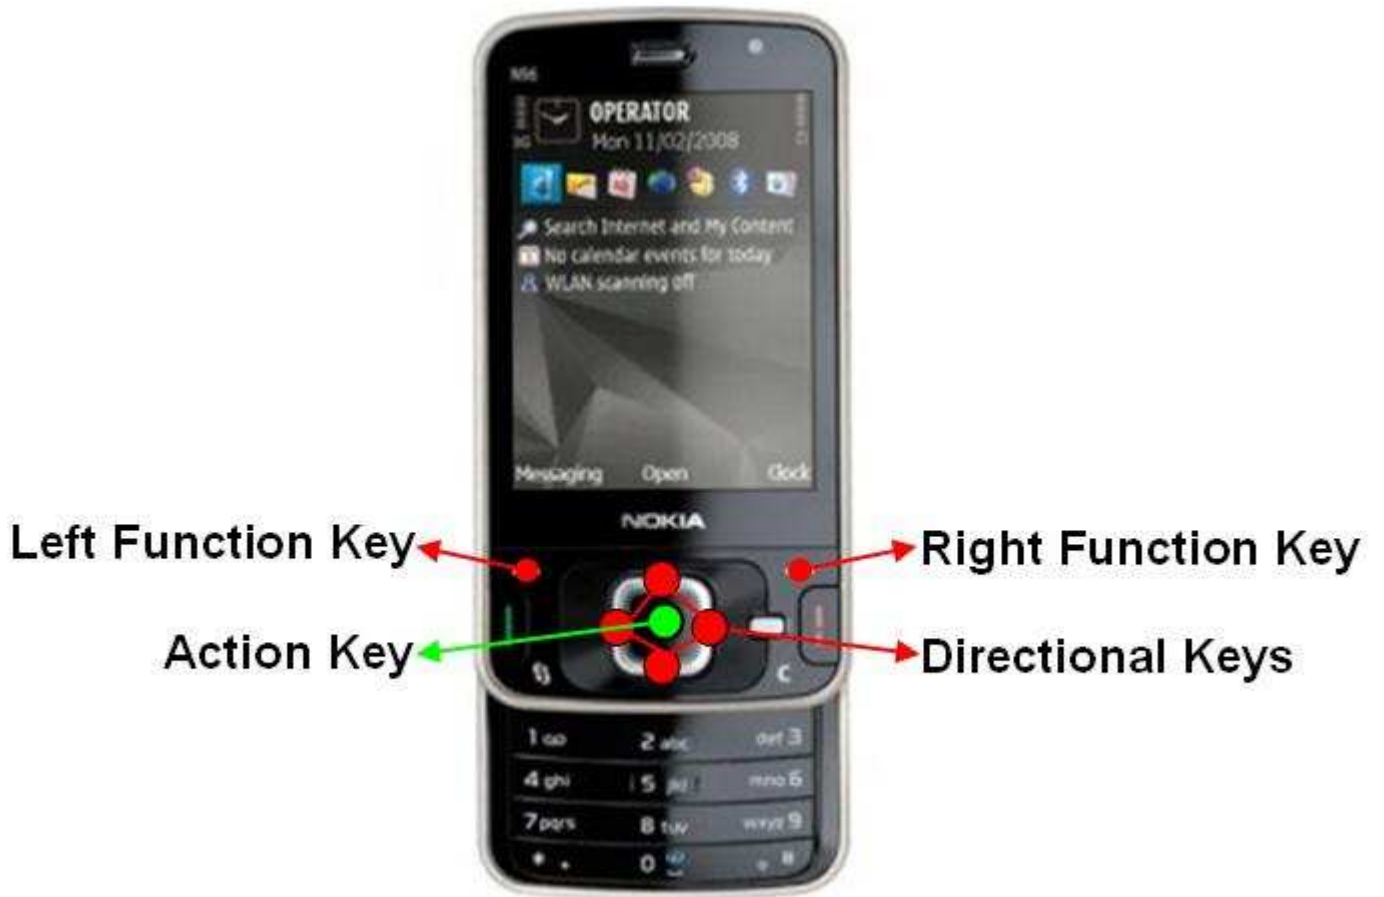 N96
OPERATOR
3G
Mon 11/02/2008
Search Internet and My Content
No calendar events for today
WLAN scanning off
Messaging Open Clock
NOKIA
Left Function Key
Right Function Key
Action Key
Directional Keys
C
1 2 abc def 3
4 ghi 5 jkl mno 6
7 pqrs 8 tuv wxyz 9
* 0 #